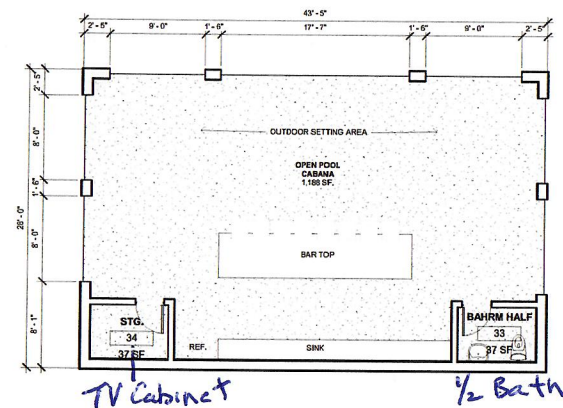 43'-5"
2'-5" 9'-0" 1'-6" 17'-7" 1'-6" 9'-0" 2'-5"
2'-5"
8'-0"
1'-6"
28'-0"
8'-0"
8'-1"
OUTDOOR SETTING AREA
OPEN POOL
CABANA
1,188 SF.
BAR TOP
STG.
34
37 SF
REF.
SINK
BAHRM HALF
33
37 SF
TV Cabinet
1/2 Bath